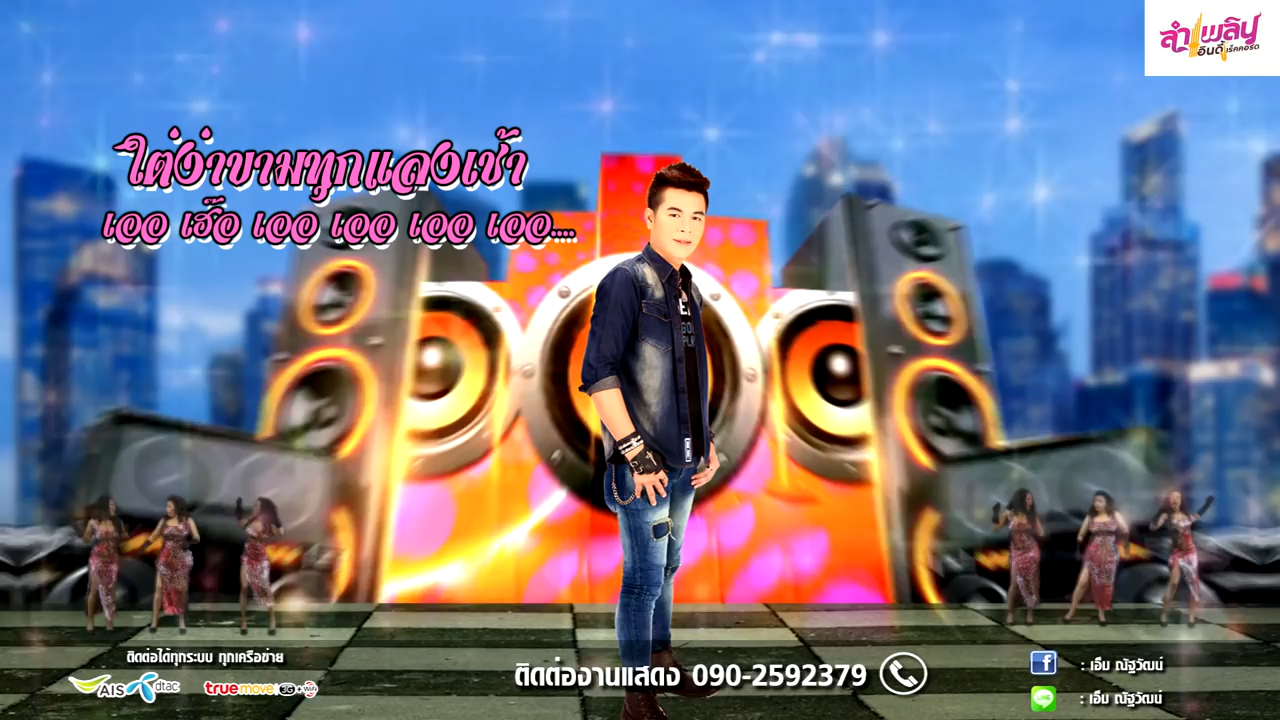 ลำเพลิน
อินดี้ เร็คคอร์ด
ใต่ง่าขามทุกแลงเช้า
เออ เฮ๊อ เออ เออ เออ เออ....
ติดต่อได้ทุกระบบ ทุกเครือข่าย
AIS dtac truemove 3G+WiFi
ติดต่องานแสดง 090-2592379
f : เอ็ม ณัฐวัฒน์
LINE : เอ็ม ณัฐวัฒน์